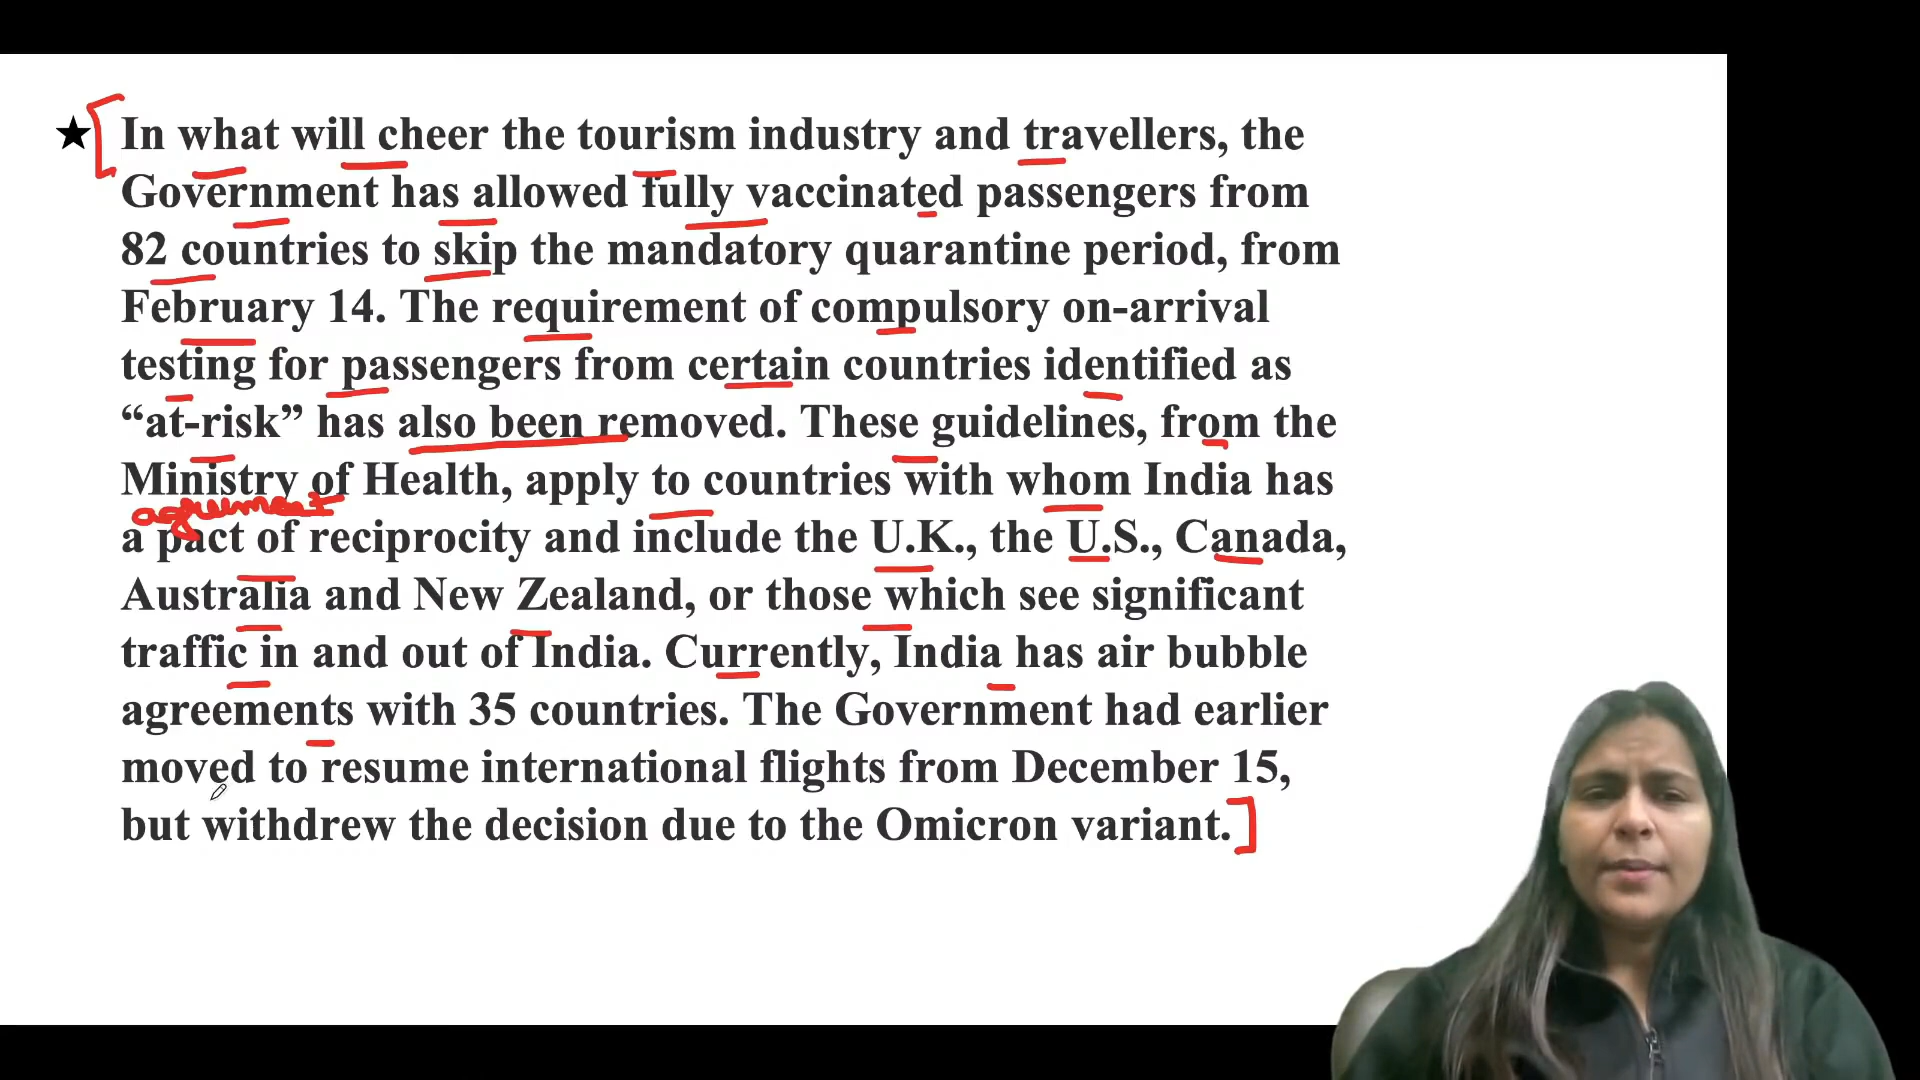 ★ In what will cheer the tourism industry and travellers, the
Government has allowed fully vaccinated passengers from
82 countries to skip the mandatory quarantine period, from
February 14. The requirement of compulsory on-arrival
testing for passengers from certain countries identified as
“at-risk” has also been removed. These guidelines, from the
Ministry of Health, apply to countries with whom India has
agreement
a pact of reciprocity and include the U.K., the U.S., Canada,
Australia and New Zealand, or those which see significant
traffic in and out of India. Currently, India has air bubble
agreements with 35 countries. The Government had earlier
moved to resume international flights from December 15,
but withdrew the decision due to the Omicron variant.